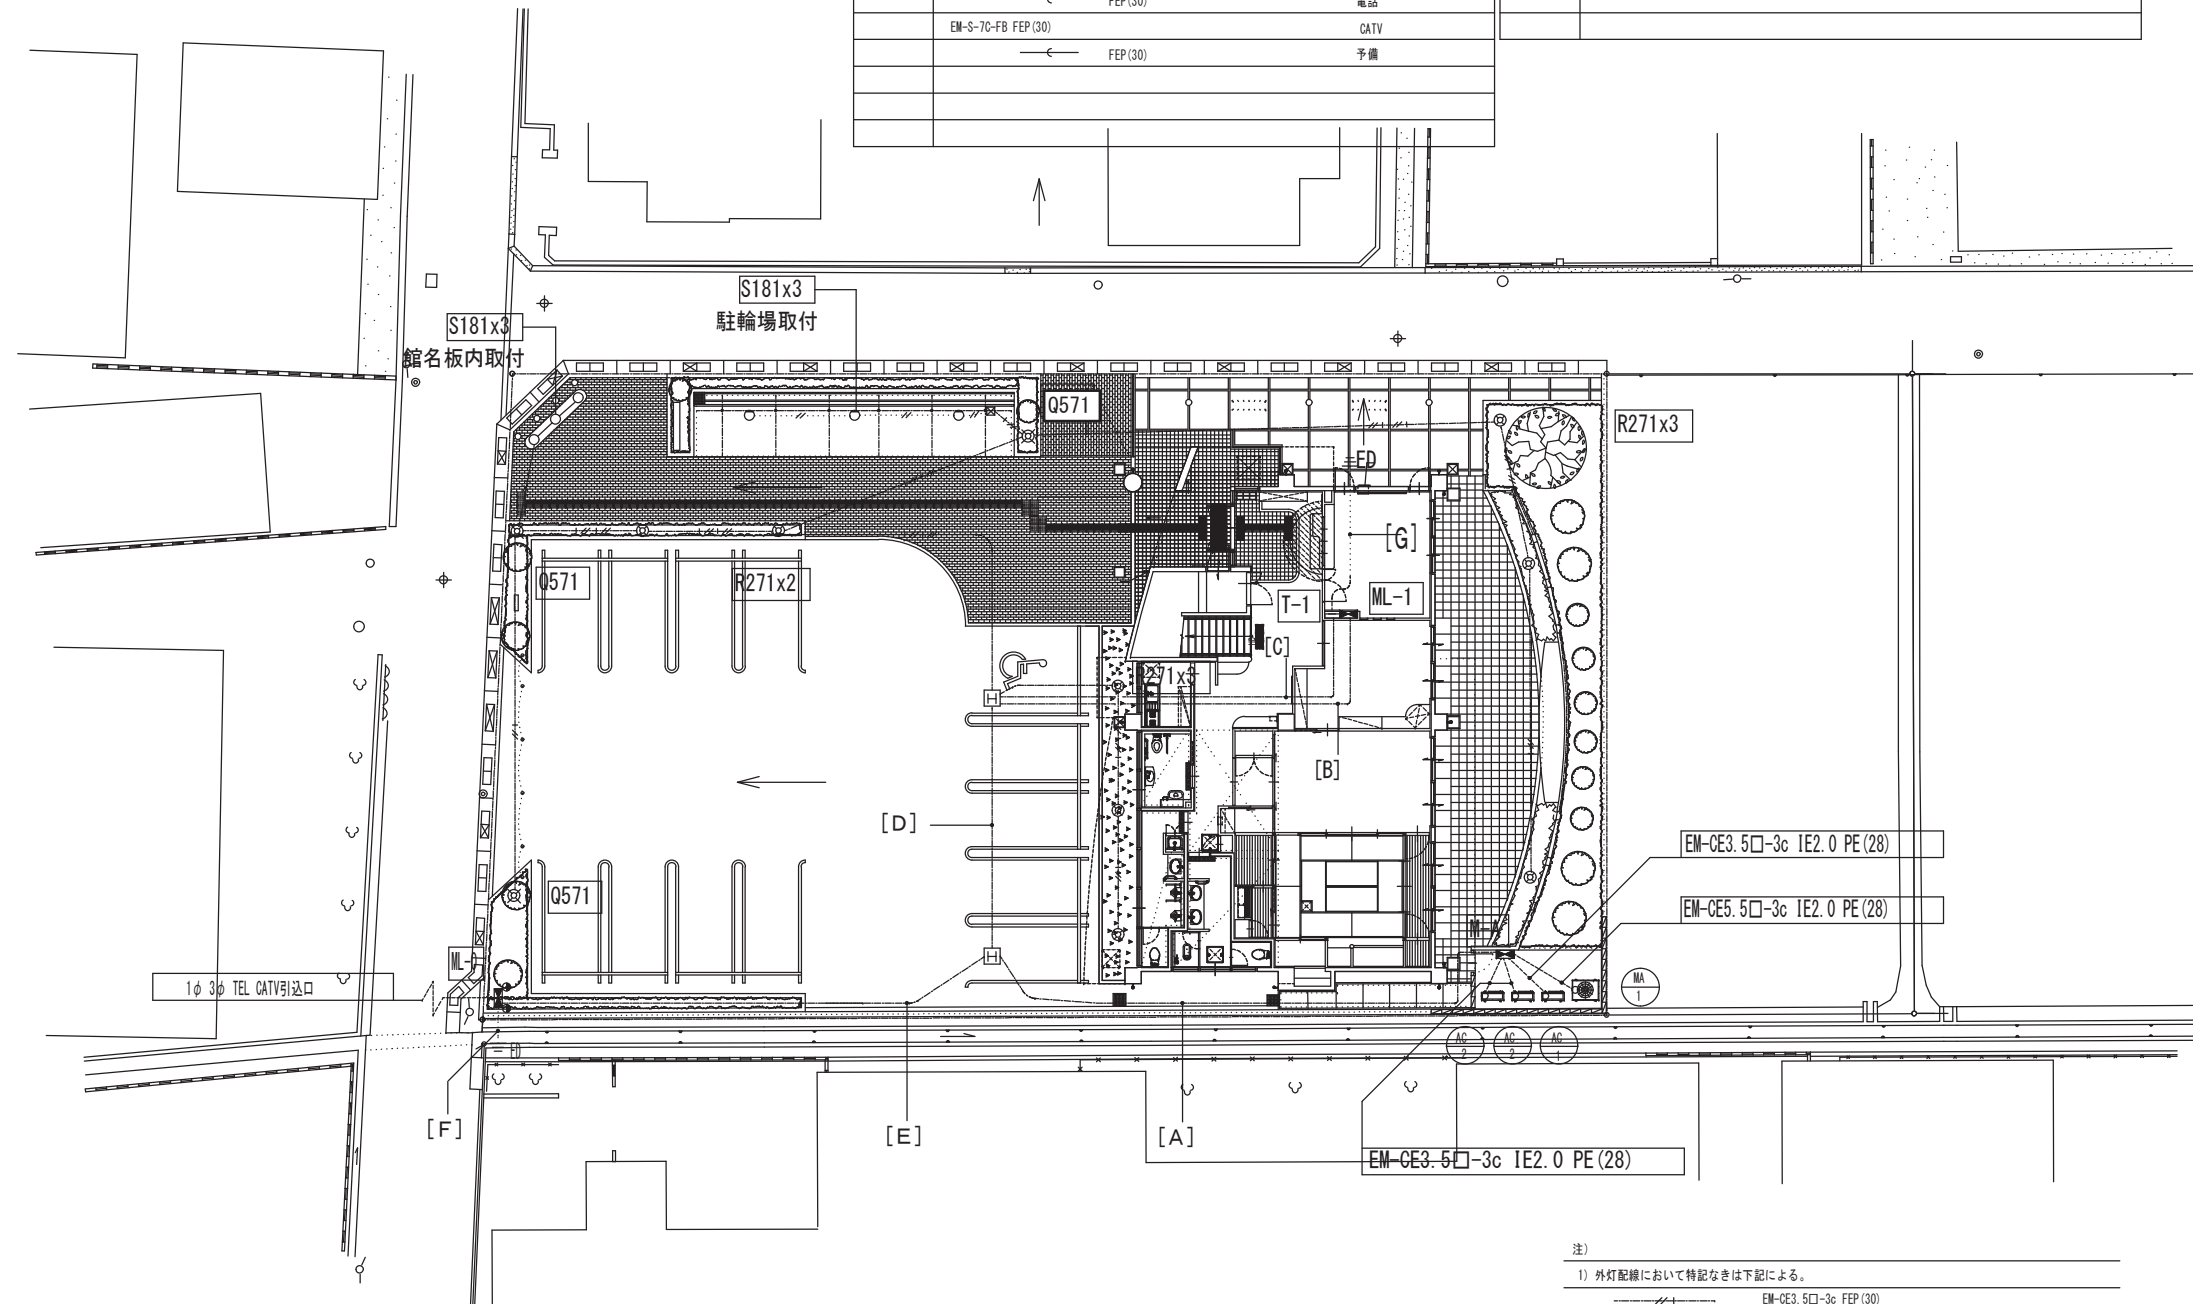 FEP(30) 電話
EM-S-7C-FB FEP(30) CATV
FEP(30) 予備
S181x3
駐輪場取付
S181x3
館名板内取付
Q571
R271x3
ED
[G]
Q571
R271x2
T-1
ML-1
[C]
R271x3
[B]
[D]
EM-CE3.5□-3c IE2.0 PE(28)
Q571
EM-CE5.5□-3c IE2.0 PE(28)
M-A
1φ 3φ TEL CATV引込口
MA
1
AC
2
AC
2
AC
1
[F]
[E]
[A]
EM-CE3.5□-3c IE2.0 PE(28)
注)
1) 外灯配線において特記なきは下記による。
EM-CE3.5□-3c FEP(30)